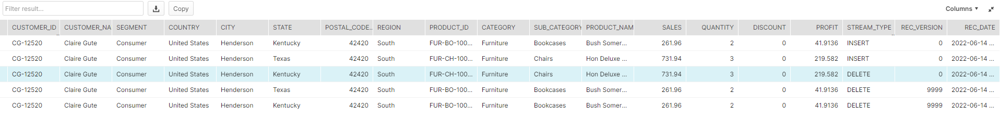 Filter result... Copy Columns
CUSTOMER_ID.. CUSTOMER_NA SEGMENT COUNTRY CITY STATE POSTAL_CODE.. REGION PRODUCT_ID CATEGORY SUB_CATEGORY PRODUCT_NAM SALES QUANTITY DISCOUNT PROFIT STREAM_TYPE.. REC_VERSION REC_DATE
CG-12520 Claire Gute Consumer United States Henderson Kentucky 42420 South FUR-BO-100... Furniture Bookcases Bush Somer... 261.96 2 0 41.9136 INSERT 0 2022-06-14 ...
CG-12520 Claire Gute Consumer United States Henderson Texas 42420 South FUR-CH-100... Furniture Chairs Hon Deluxe ... 731.94 3 0 219.582 INSERT 0 2022-06-14 ...
CG-12520 Claire Gute Consumer United States Henderson Kentucky 42420 South FUR-CH-100... Furniture Chairs Hon Deluxe ... 731.94 3 0 219.582 DELETE 0 2022-06-14 ...
CG-12520 Claire Gute Consumer United States Henderson Texas 42420 South FUR-BO-100... Furniture Bookcases Bush Somer... 261.96 2 0 41.9136 DELETE 9999 2022-06-14 ...
CG-12520 Claire Gute Consumer United States Henderson Kentucky 42420 South FUR-BO-100... Furniture Bookcases Bush Somer... 261.96 2 0 41.9136 DELETE 9999 2022-06-14 ...